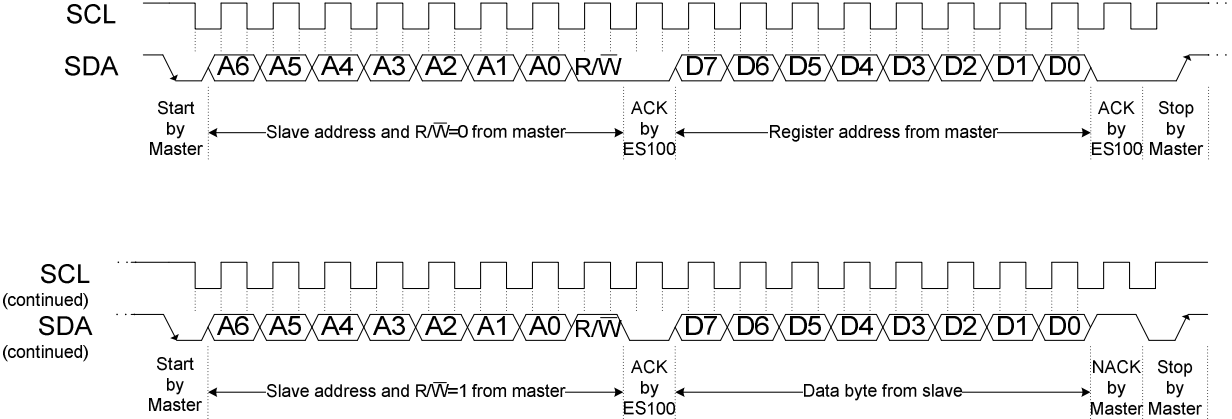 SCL
SDA A6 A5 A4 A3 A2 A1 A0 R/W̅ D7 D6 D5 D4 D3 D2 D1 D0
Start by Master
Slave address and R/W̅=0 from master
ACK by ES100
Register address from master
ACK by ES100
Stop by Master
SCL
(continued)
SDA A6 A5 A4 A3 A2 A1 A0 R/W̅ D7 D6 D5 D4 D3 D2 D1 D0
(continued)
Start by Master
Slave address and R/W̅=1 from master
ACK by ES100
Data byte from slave
NACK by Master
Stop by Master